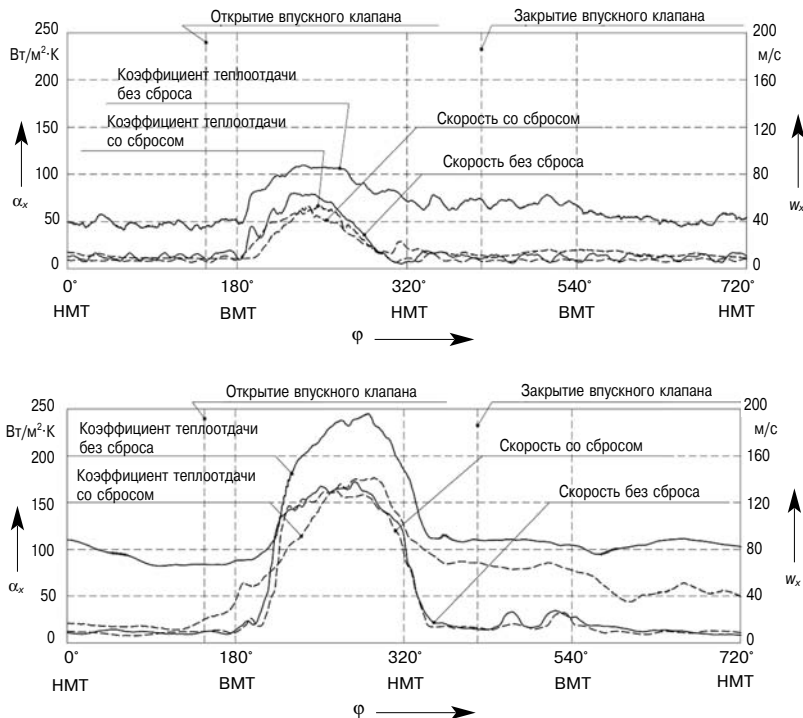 Открытие впускного клапана
Закрытие впускного клапана
250
Вт/м²·К
200
150
100
αₓ
50
0
Коэффициент теплоотдачи
без сброса
Коэффициент теплоотдачи
со сбросом
Скорость со сбросом
Скорость без сброса
200
м/с
160
120
80
wₓ
40
0
0° 180° 320° 540° 720°
НМТ ВМТ НМТ ВМТ НМТ
φ
Открытие впускного клапана
Закрытие впускного клапана
250
Вт/м²·К
200
150
100
αₓ
50
0
Коэффициент теплоотдачи
без сброса
Коэффициент теплоотдачи
со сбросом
Скорость со сбросом
Скорость без сброса
200
м/с
160
120
80
wₓ
40
0
0° 180° 320° 540° 720°
НМТ ВМТ НМТ ВМТ НМТ
φ